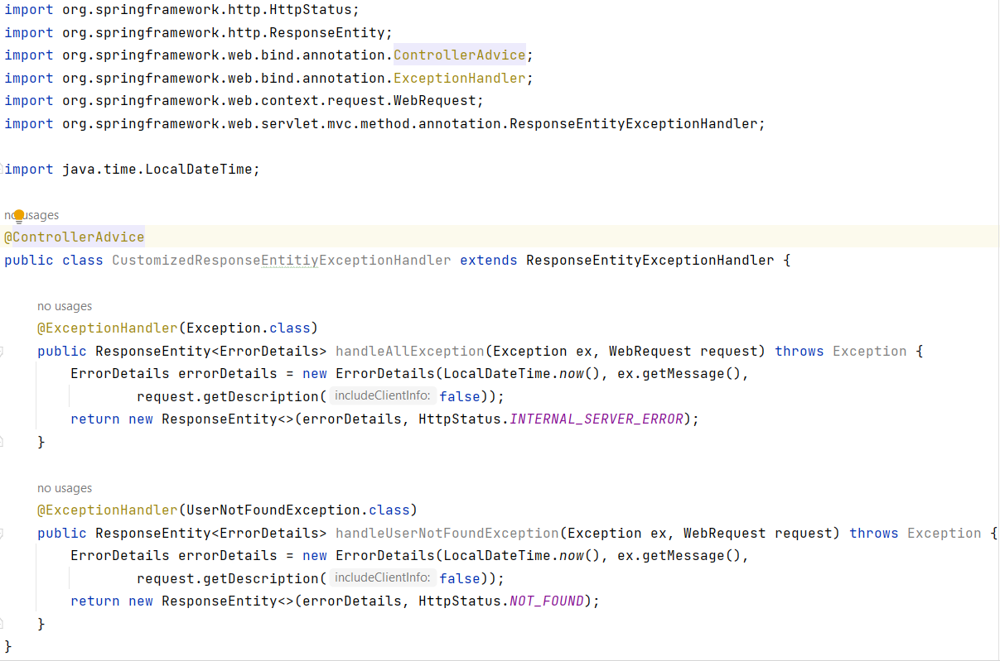 import org.springframework.http.HttpStatus;
import org.springframework.http.ResponseEntity;
import org.springframework.web.bind.annotation.ControllerAdvice;
import org.springframework.web.bind.annotation.ExceptionHandler;
import org.springframework.web.context.request.WebRequest;
import org.springframework.web.servlet.mvc.method.annotation.ResponseEntityExceptionHandler;
import java.time.LocalDateTime;
no usages
@ControllerAdvice
public class CustomizedResponseEntitiyExceptionHandler extends ResponseEntityExceptionHandler {
no usages
@ExceptionHandler(Exception.class)
public ResponseEntity<ErrorDetails> handleAllException(Exception ex, WebRequest request) throws Exception {
ErrorDetails errorDetails = new ErrorDetails(LocalDateTime.now(), ex.getMessage(),
request.getDescription( includeClientInfo: false));
return new ResponseEntity<>(errorDetails, HttpStatus.INTERNAL_SERVER_ERROR);
}
no usages
@ExceptionHandler(UserNotFoundException.class)
public ResponseEntity<ErrorDetails> handleUserNotFoundException(Exception ex, WebRequest request) throws Exception {
ErrorDetails errorDetails = new ErrorDetails(LocalDateTime.now(), ex.getMessage(),
request.getDescription( includeClientInfo: false));
return new ResponseEntity<>(errorDetails, HttpStatus.NOT_FOUND);
}
}